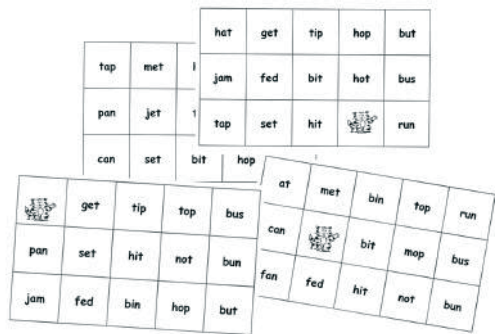 hat get tip hop but
jam fed bit hot bus
tap set hit run
tap met
pan jet
can set bit hop
get tip top bus
pan set hit not bun
jam fed bin hop but
at met bin top run
can bit mop bus
fan fed hit not bun